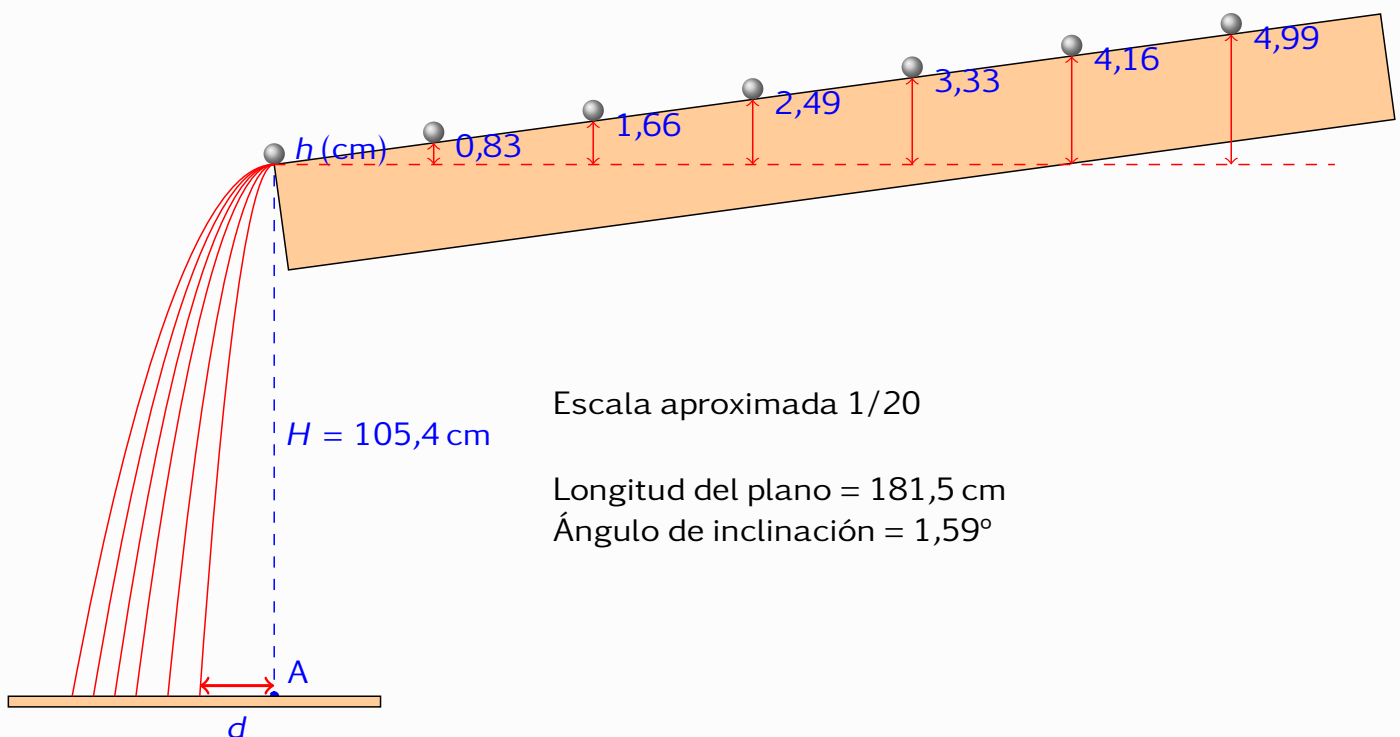 4,99
4,16
3,33
2,49
1,66
0,83
h (cm)
Escala aproximada 1/20
H = 105,4 cm
Longitud del plano = 181,5 cm
Ángulo de inclinación = 1,59º
A
d